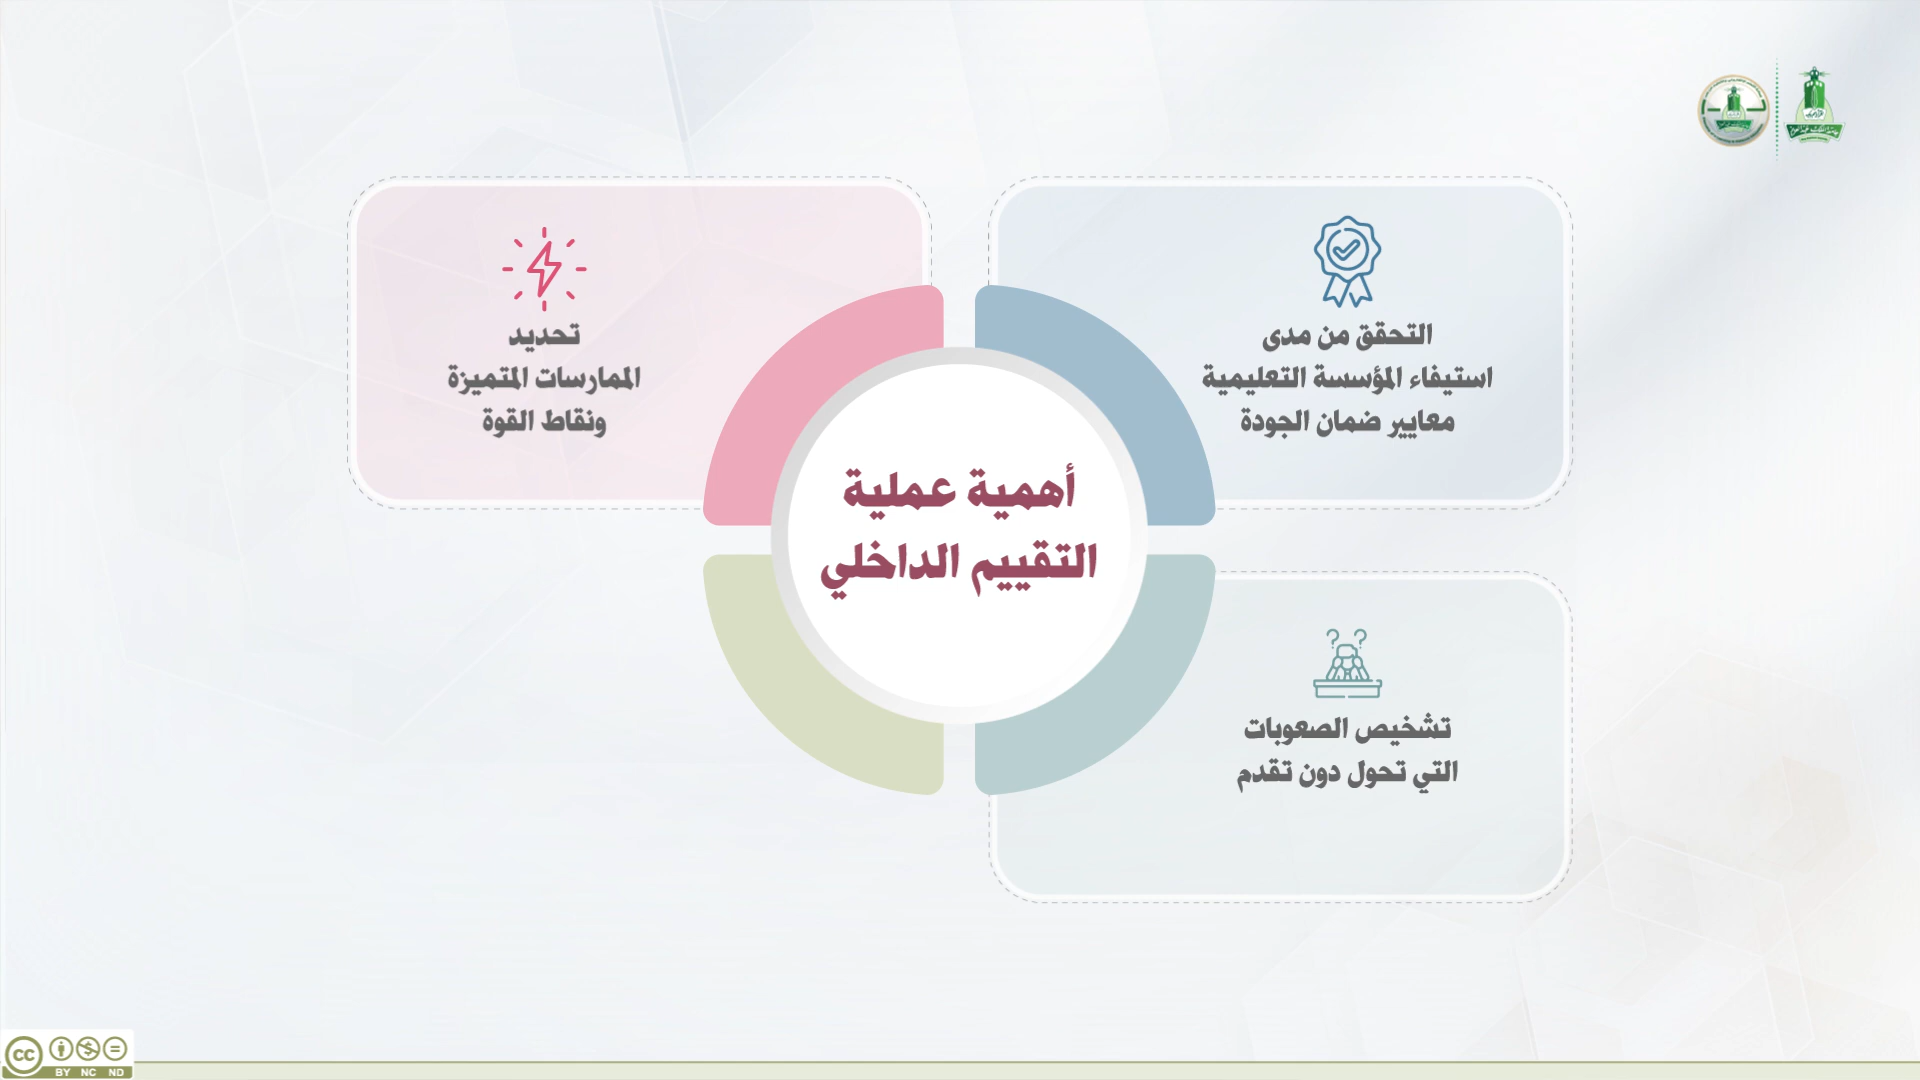 التحقق من مدى
استيفاء المؤسسة التعليمية
معايير ضمان الجودة
تحديد
الممارسات المتميزة
ونقاط القوة
أهمية عملية
التقييم الداخلي
تشخيص الصعوبات
التي تحول دون تقدم
cc
BY NC ND